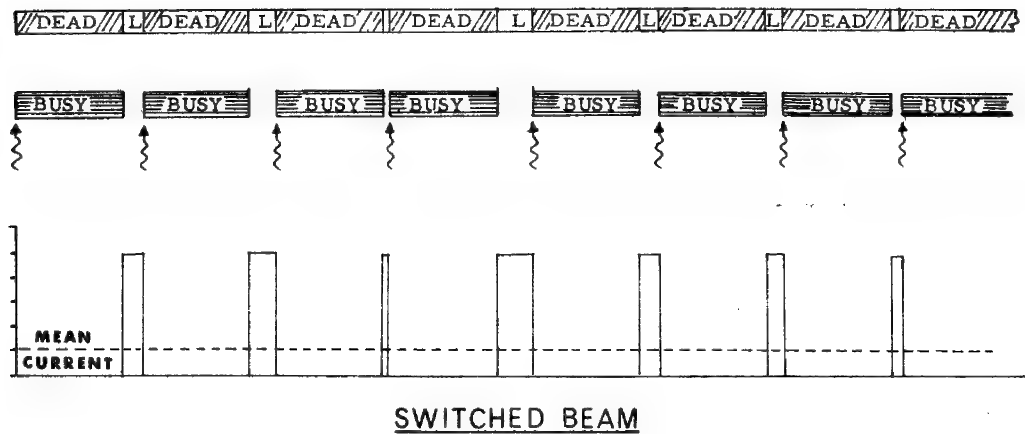 DEAD L DEAD L DEAD DEAD L DEAD L DEAD L DEAD DEAD
BUSY BUSY BUSY BUSY BUSY BUSY BUSY BUSY
MEAN
CURRENT
SWITCHED BEAM